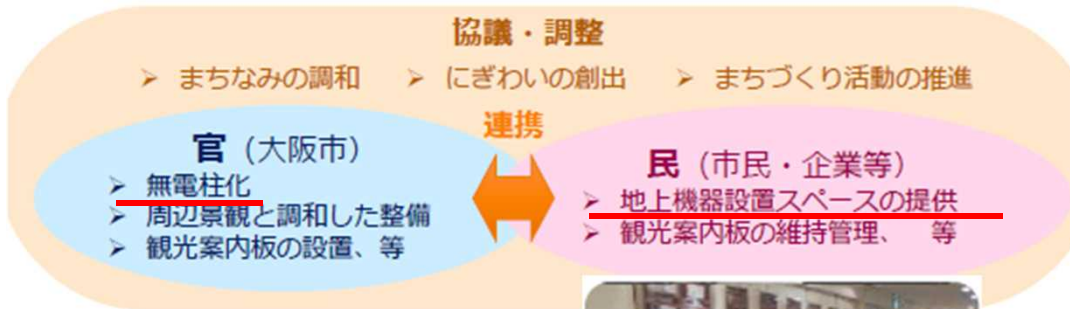 協議・調整
➢ まちなみの調和 ➢ にぎわいの創出 ➢ まちづくり活動の推進
連携
官（大阪市）
➢ 無電柱化
➢ 周辺景観と調和した整備
➢ 観光案内板の設置、等
民（市民・企業等）
➢ 地上機器設置スペースの提供
➢ 観光案内板の維持管理、 等